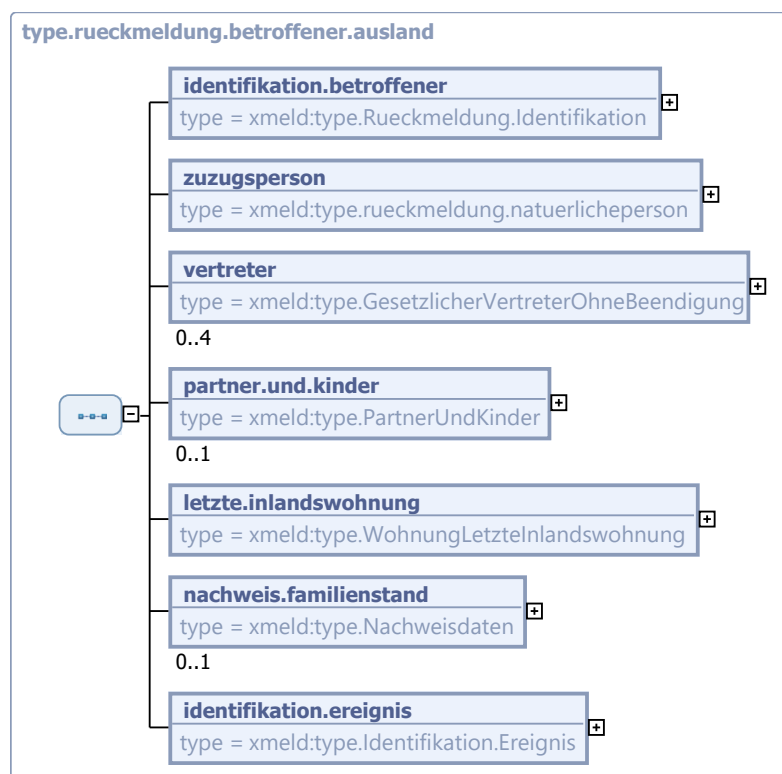 type.rueckmeldung.betroffener.ausland
identifikation.betroffener
type = xmeld:type.Rueckmeldung.Identifikation
zuzugsperson
type = xmeld:type.rueckmeldung.natuerlicheperson
vertreter
type = xmeld:type.GesetzlicherVertreterOhneBeendigung
0..4
partner.und.kinder
type = xmeld:type.PartnerUndKinder
0..1
letzte.inlandswohnung
type = xmeld:type.WohnungLetzteInlandswohnung
nachweis.familienstand
type = xmeld:type.Nachweisdaten
0..1
identifikation.ereignis
type = xmeld:type.Identifikation.Ereignis